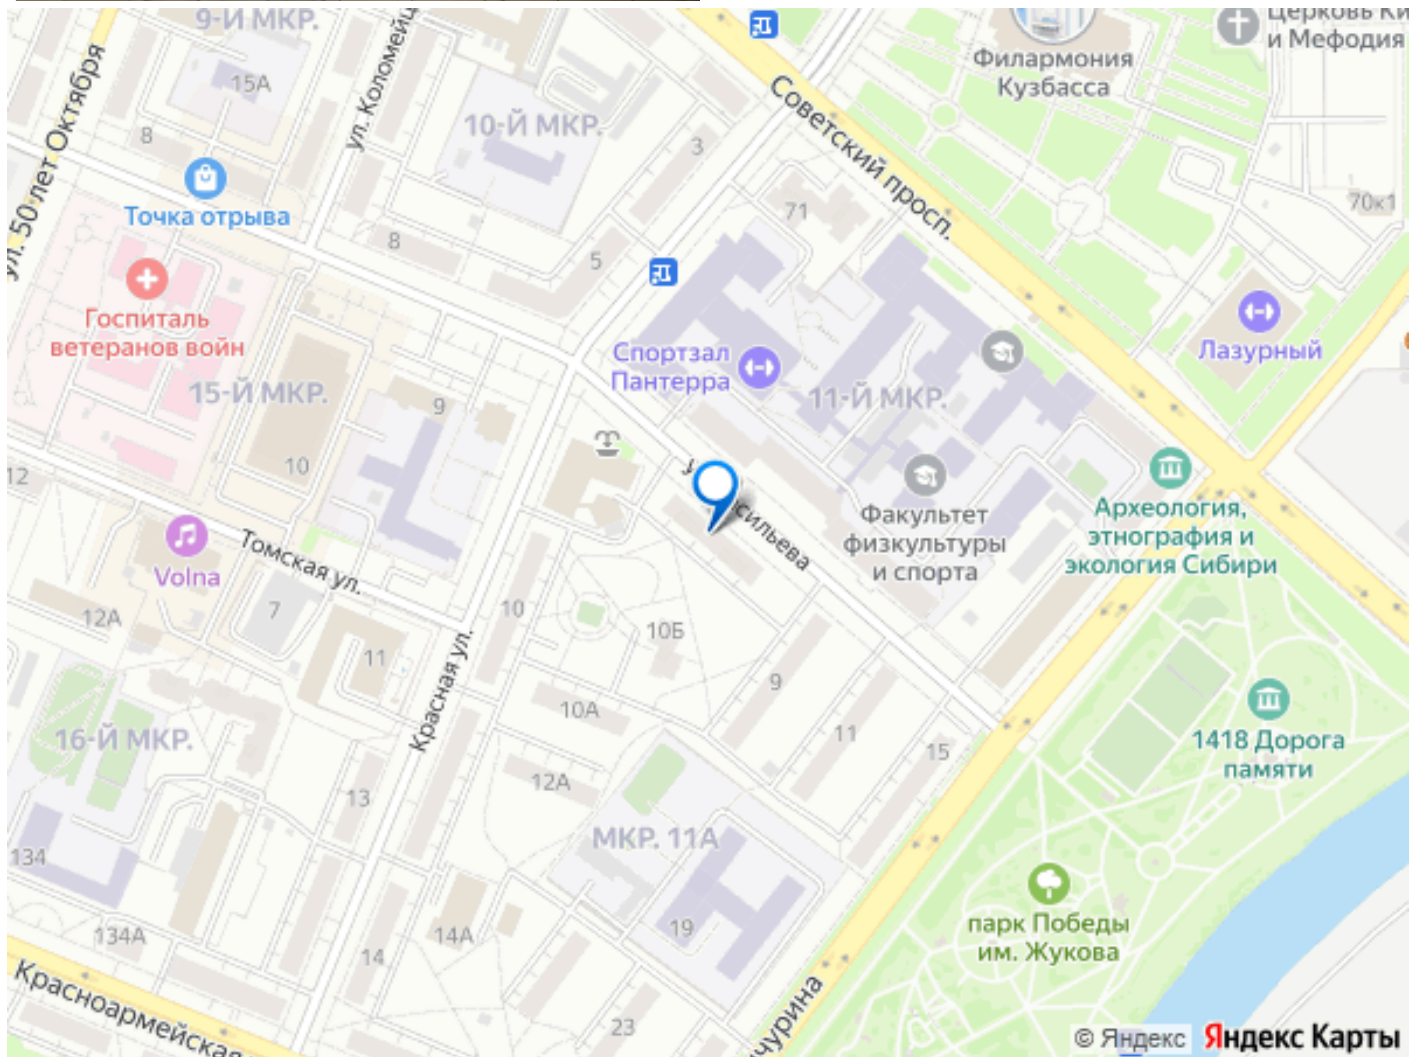 9-Й МКР.
ул. Коломейц
Церковь Ки
и Мефодия
Филармония
Кузбасса
ул. 50 лет Октября
15А
8
10-Й МКР.
3
Советский просп.
Точка отрыва
71
70к1
8
5
Госпиталь
ветеранов войн
Спортзал
Пантерра
Лазурный
15-Й МКР.
9
11-Й МКР.
10
12
Археология,
этнография и
экология Сибири
Факультет
физкультуры
и спорта
сильева
Томская ул.
Volna
7
12А
10
10Б
11
9
Красная ул.
10А
11
15
1418 Дорога
памяти
16-Й МКР.
12А
13
МКР. 11А
134
19
парк Победы
им. Жукова
134А
14А
14
Красноармейская
23
чурина
© Яндекс Яндекс Карты